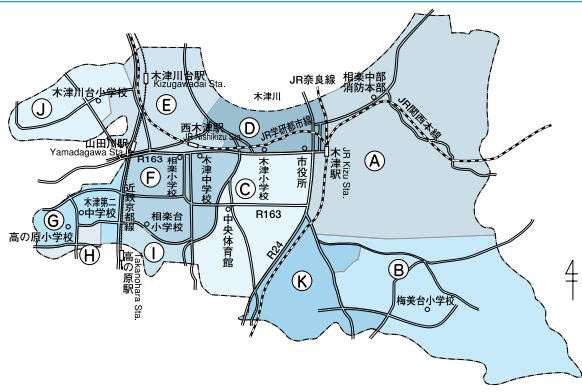 木津川台駅
Kizugawadai Sta.
木津川台小学校
J
E
木津川
JR奈良線
相楽中部
消防本部
JR関西本線
西木津駅
JR Nishikizu Sta.
D
JR学研都市線
山田川駅
Yamadagawa Sta.
R163
相楽小学校
木津中学校
木津小学校
市役所
木津駅
JR Kizu Sta.
A
F
C
木津第二
中学校
近鉄京都線
相楽台
小学校
R163
G
高の原小学校
H
I
高の原駅
Takanohara Sta.
中央体育館
R24
K
B
梅美台小学校
4